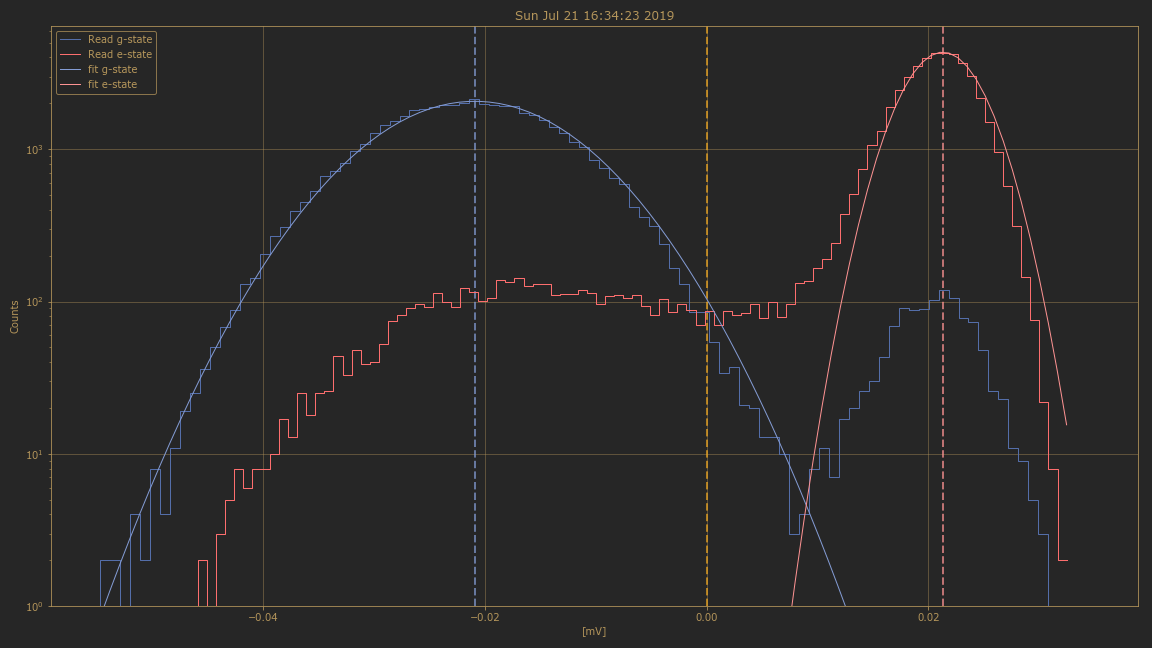 Sun Jul 21 16:34:23 2019
Read g-state
Read e-state
fit g-state
fit e-state
Counts
10³
10²
10¹
10⁰
−0.04
−0.02
0.00
0.02
[mV]